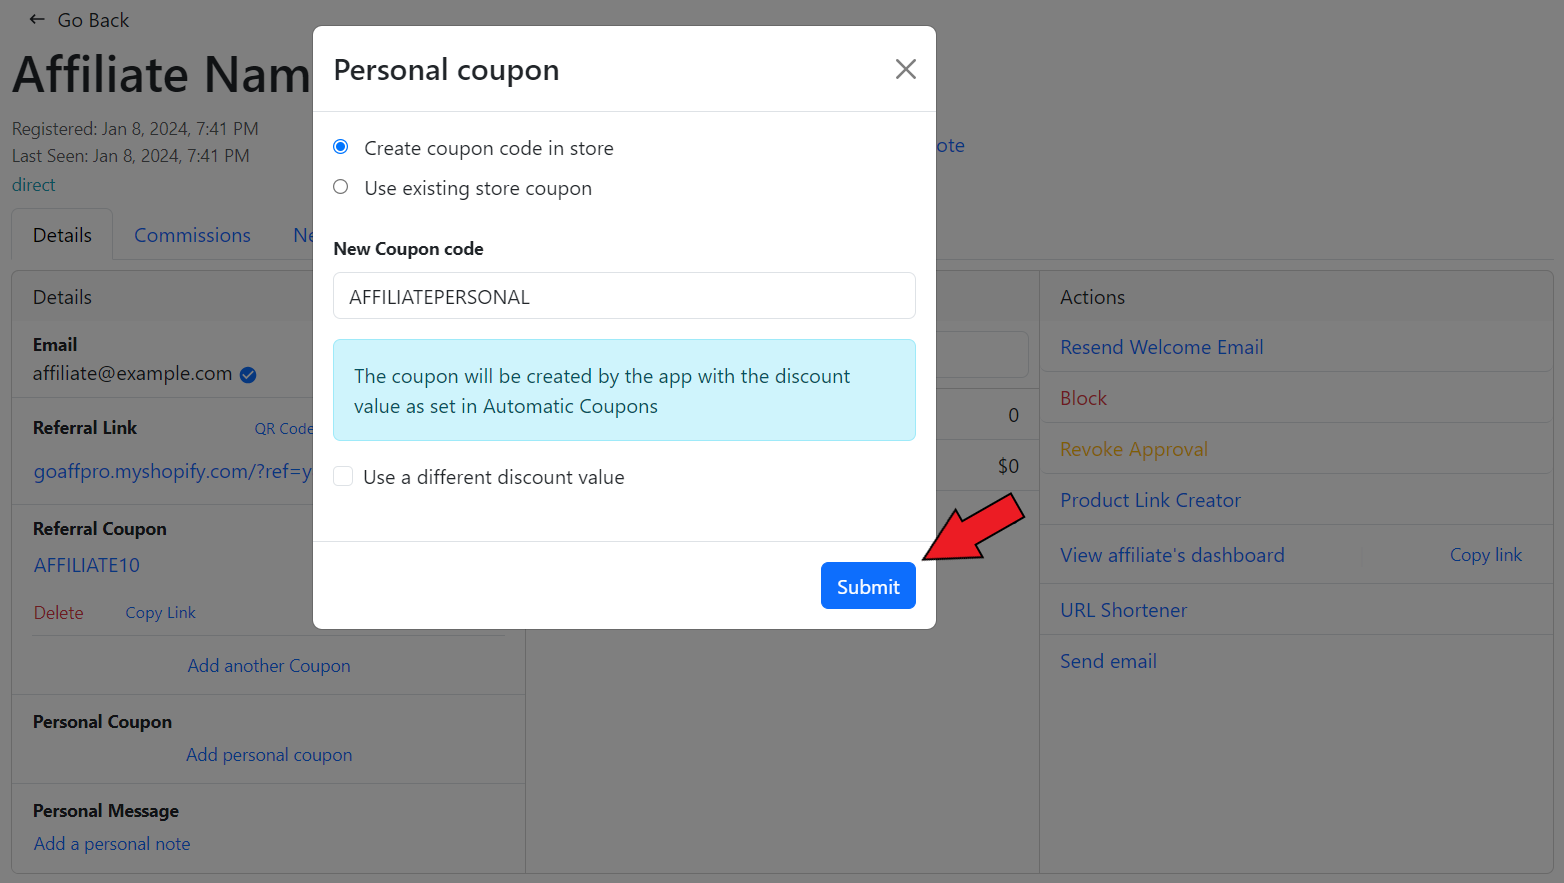 ← Go Back
Affiliate Nam
Registered: Jan 8, 2024, 7:41 PM
Last Seen: Jan 8, 2024, 7:41 PM
direct
Details
Commissions
Ne
ote
Personal coupon
Create coupon code in store
Use existing store coupon
New Coupon code
AFFILIATEPERSONAL
The coupon will be created by the app with the discount
value as set in Automatic Coupons
Use a different discount value
Submit
Details
Email
affiliate@example.com
Referral Link
QR Code
goaffpro.myshopify.com/?ref=y
Referral Coupon
AFFILIATE10
Delete
Copy Link
Add another Coupon
Personal Coupon
Add personal coupon
Personal Message
Add a personal note
0
$0
Actions
Resend Welcome Email
Block
Revoke Approval
Product Link Creator
View affiliate's dashboard
Copy link
URL Shortener
Send email